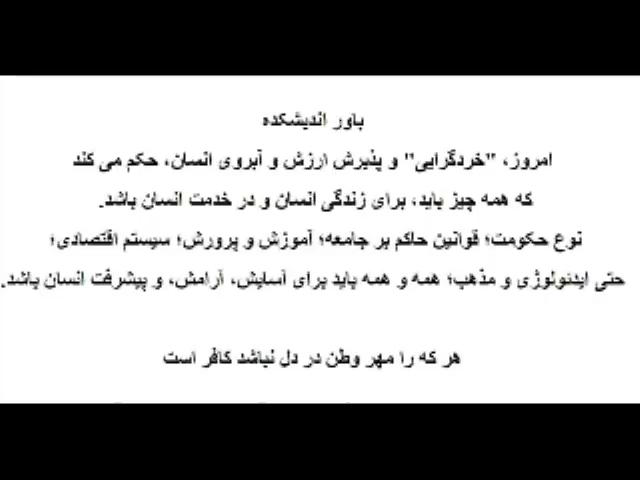 باور اندیشکده
امروز، "خردگرایی" و پذیرش ارزش و آبروی انسان، حکم می کند
که همه چیز باید، برای زندگی انسان و در خدمت انسان باشد.
نوع حکومت؛ قوانین حاکم بر جامعه؛ آموزش و پرورش؛ سیستم اقتصادی؛
حتی ایدئولوژی و مذهب؛ همه و همه باید برای آسایش، آرامش، و پیشرفت انسان باشد.
هر که را مهر وطن در دل نباشد کافر است